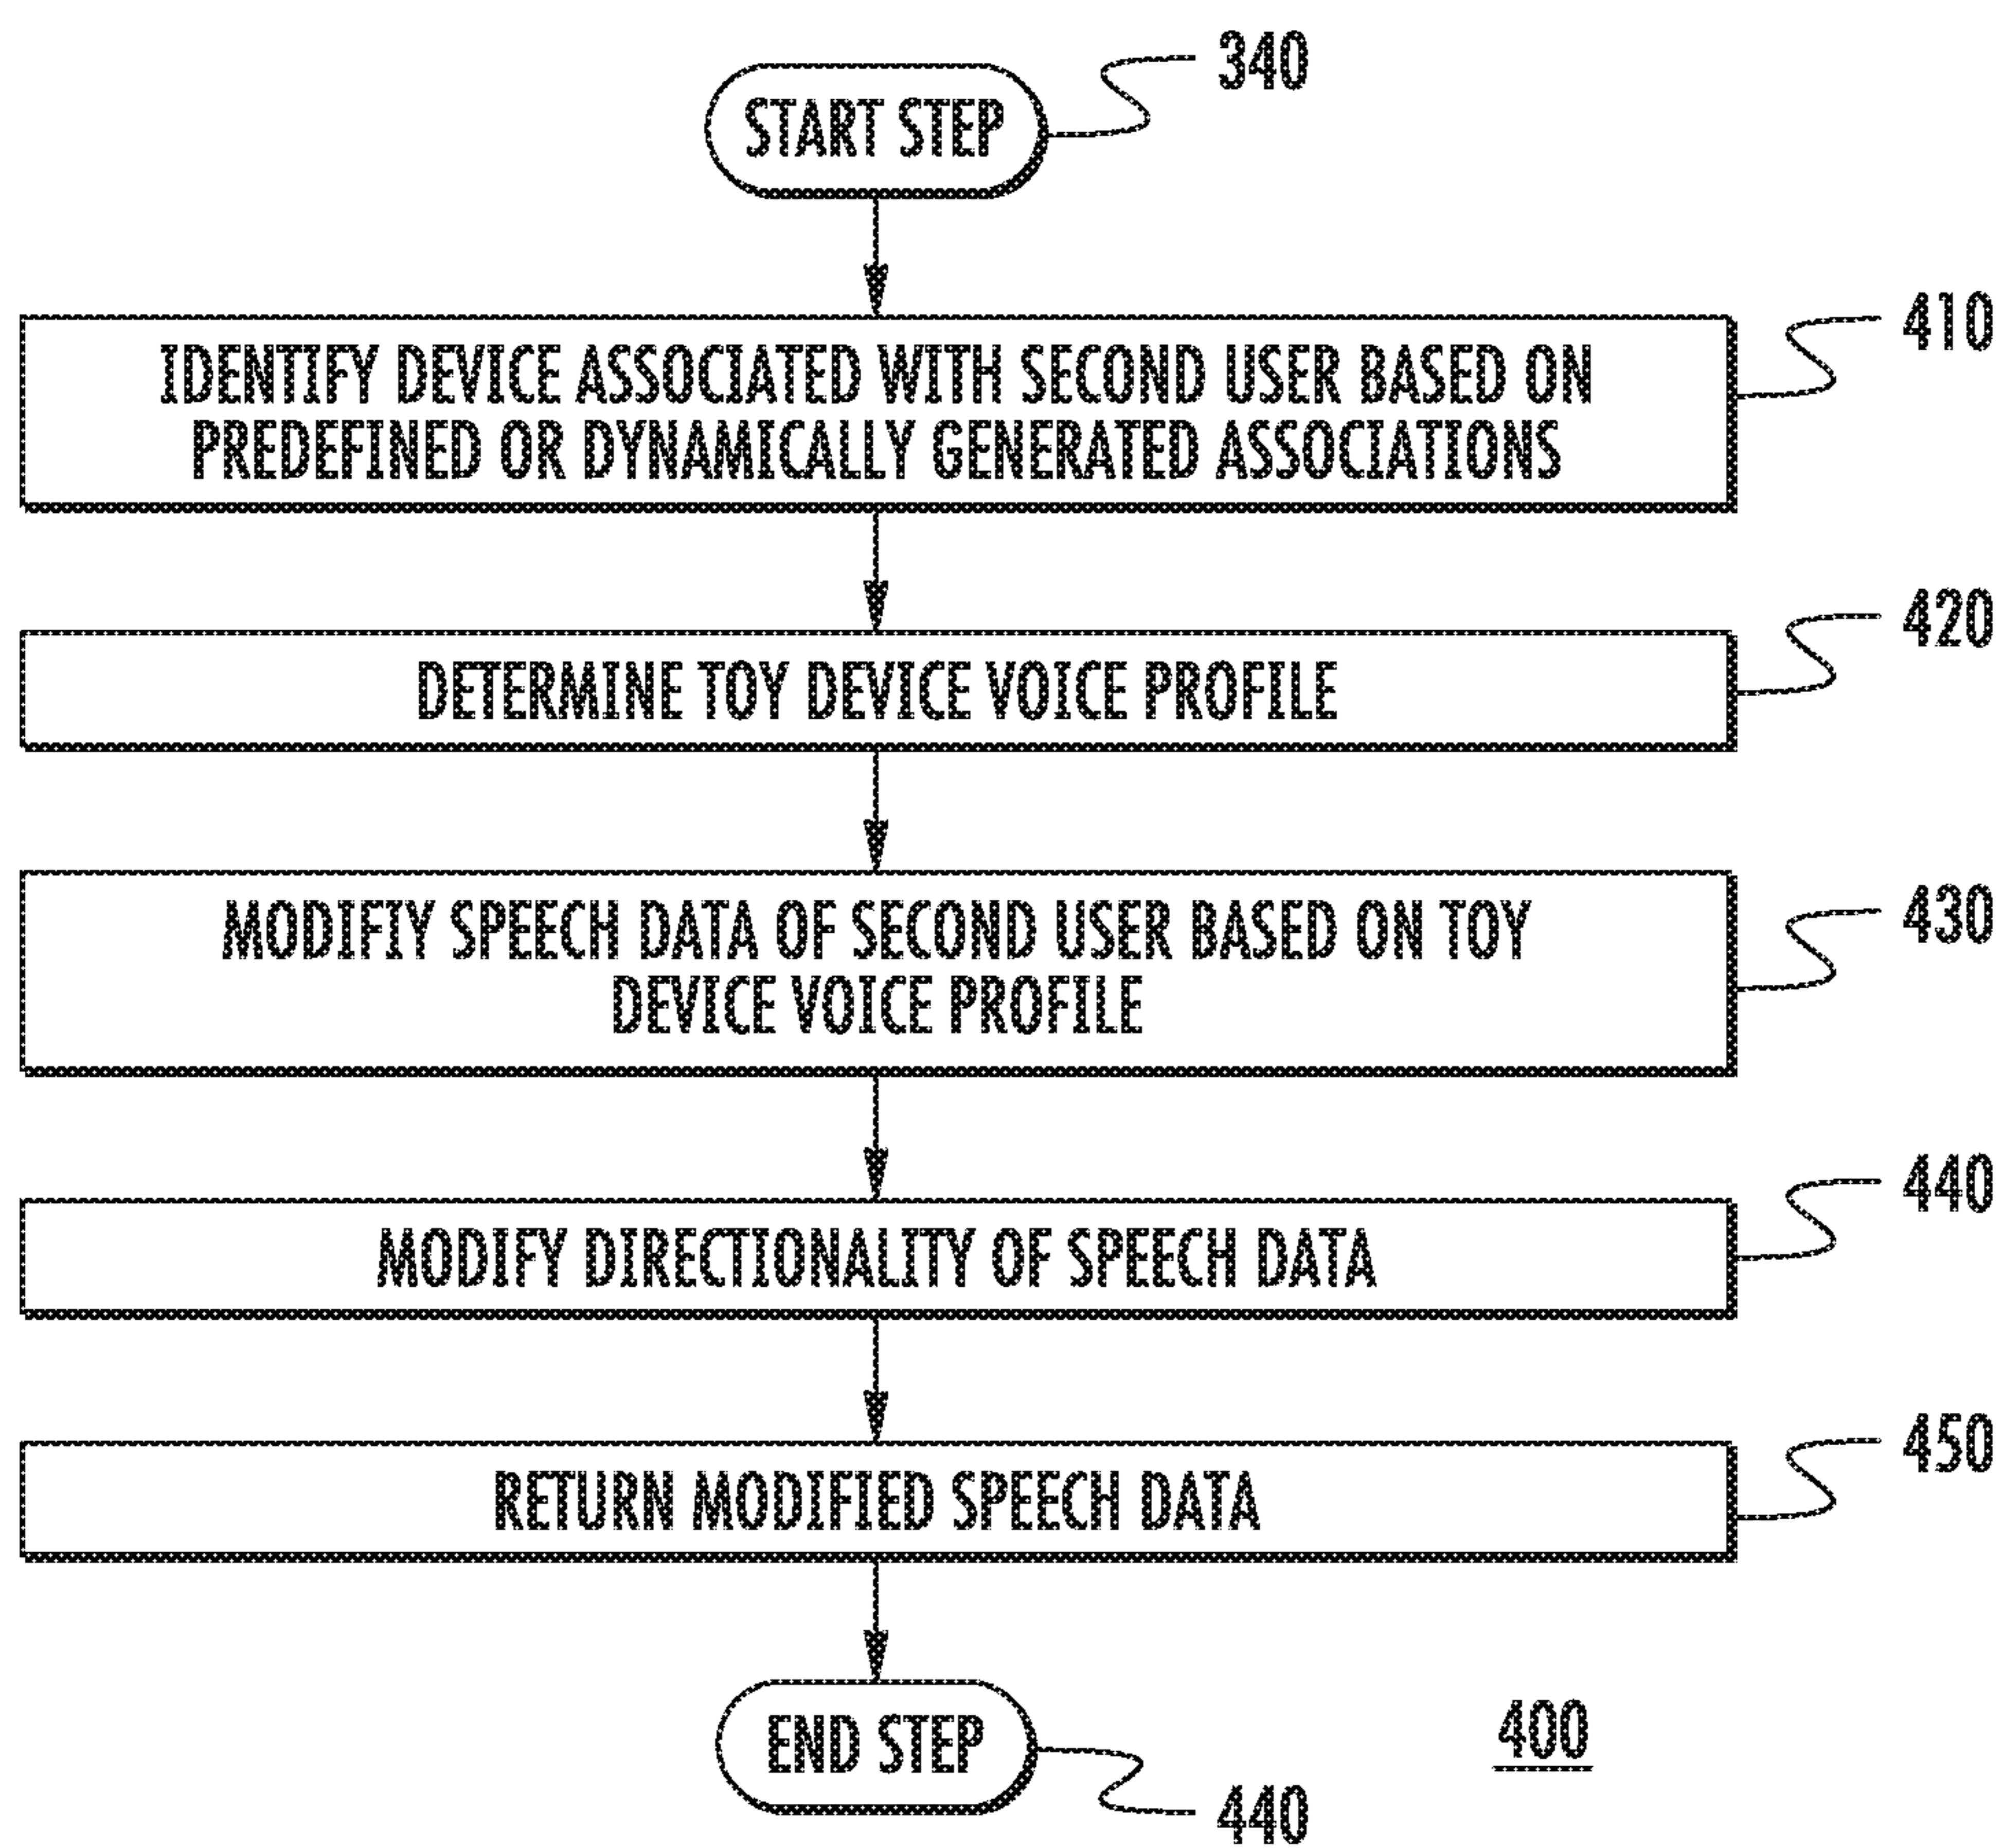 START STEP
340
IDENTIFY DEVICE ASSOCIATED WITH SECOND USER BASED ON
PREDEFINED OR DYNAMICALLY GENERATED ASSOCIATIONS
410
DETERMINE TOY DEVICE VOICE PROFILE
420
MODIFIY SPEECH DATA OF SECOND USER BASED ON TOY
DEVICE VOICE PROFILE
430
MODIFY DIRECTIONALITY OF SPEECH DATA
440
RETURN MODIFIED SPEECH DATA
450
END STEP
440
400